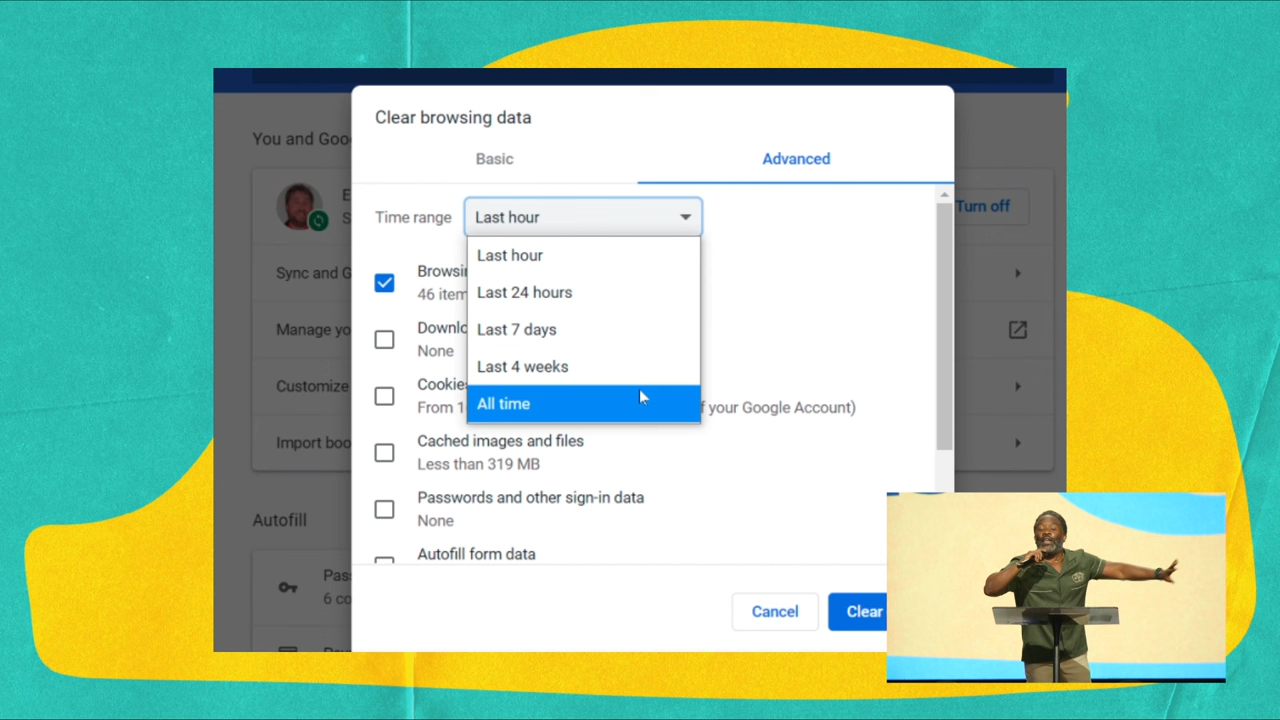 Clear browsing data
Basic
Advanced
You and Goo
Time range
Last hour
Turn off
Last hour
Last 24 hours
Last 7 days
Last 4 weeks
All time
Sync and G
Manage yo
Customize
Import boo
Browsin
46 item
Downlo
None
Cookies
From 1
f your Google Account)
Cached images and files
Less than 319 MB
Passwords and other sign-in data
None
Autofill form data
Autofill
Pass
6 co
Cancel
Clear